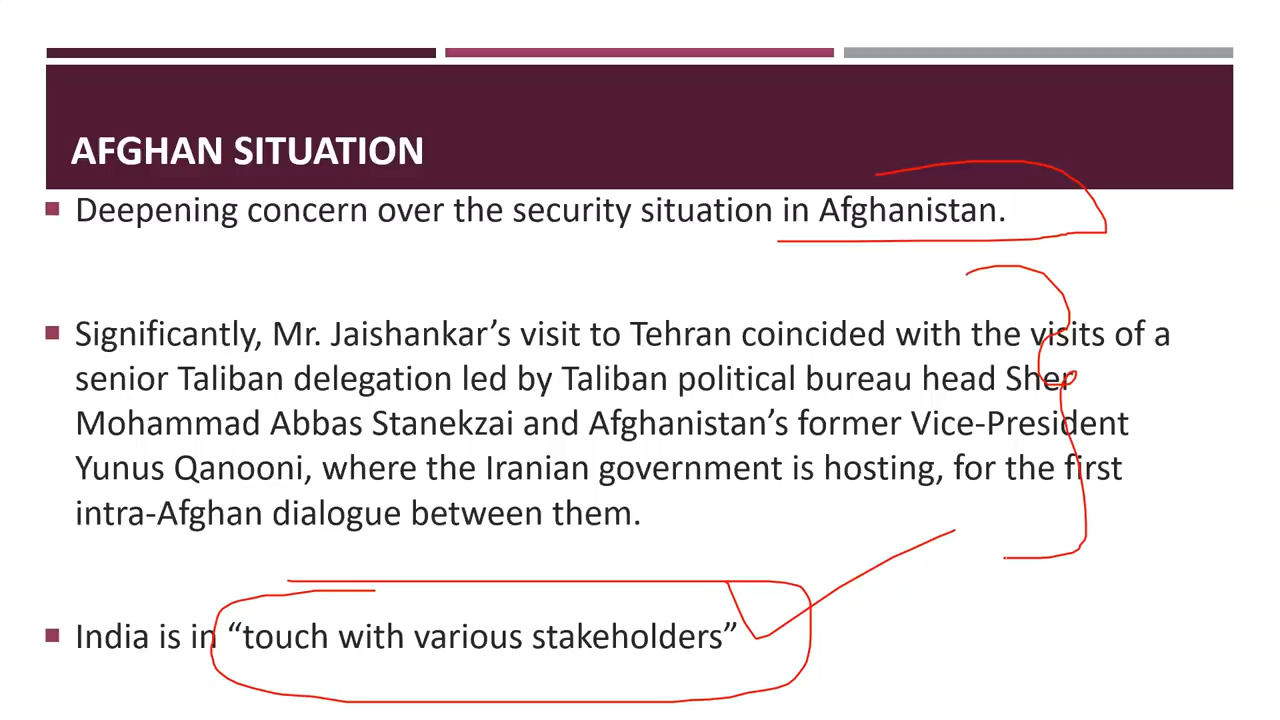 AFGHAN SITUATION
Deepening concern over the security situation in Afghanistan.
Significantly, Mr. Jaishankar’s visit to Tehran coincided with the visits of a
senior Taliban delegation led by Taliban political bureau head Sher
Mohammad Abbas Stanekzai and Afghanistan’s former Vice-President
Yunus Qanooni, where the Iranian government is hosting, for the first
intra-Afghan dialogue between them.
India is in “touch with various stakeholders”